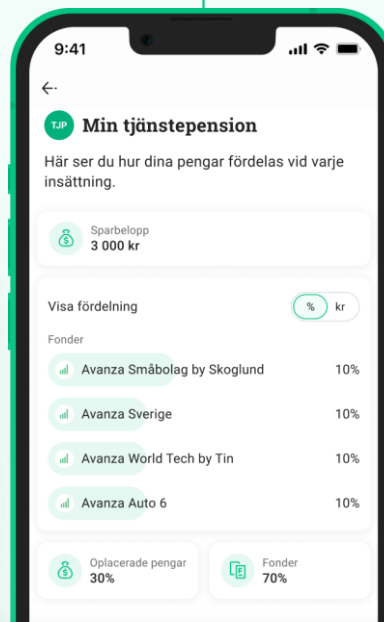 9:41
TJP Min tjänstepension
Här ser du hur dina pengar fördelas vid varje
insättning.
Sparbelopp
3 000 kr
Visa fördelning % kr
Fonder
Avanza Småbolag by Skoglund 10%
Avanza Sverige 10%
Avanza World Tech by Tin 10%
Avanza Auto 6 10%
Oplacerade pengar
30%
Fonder
70%